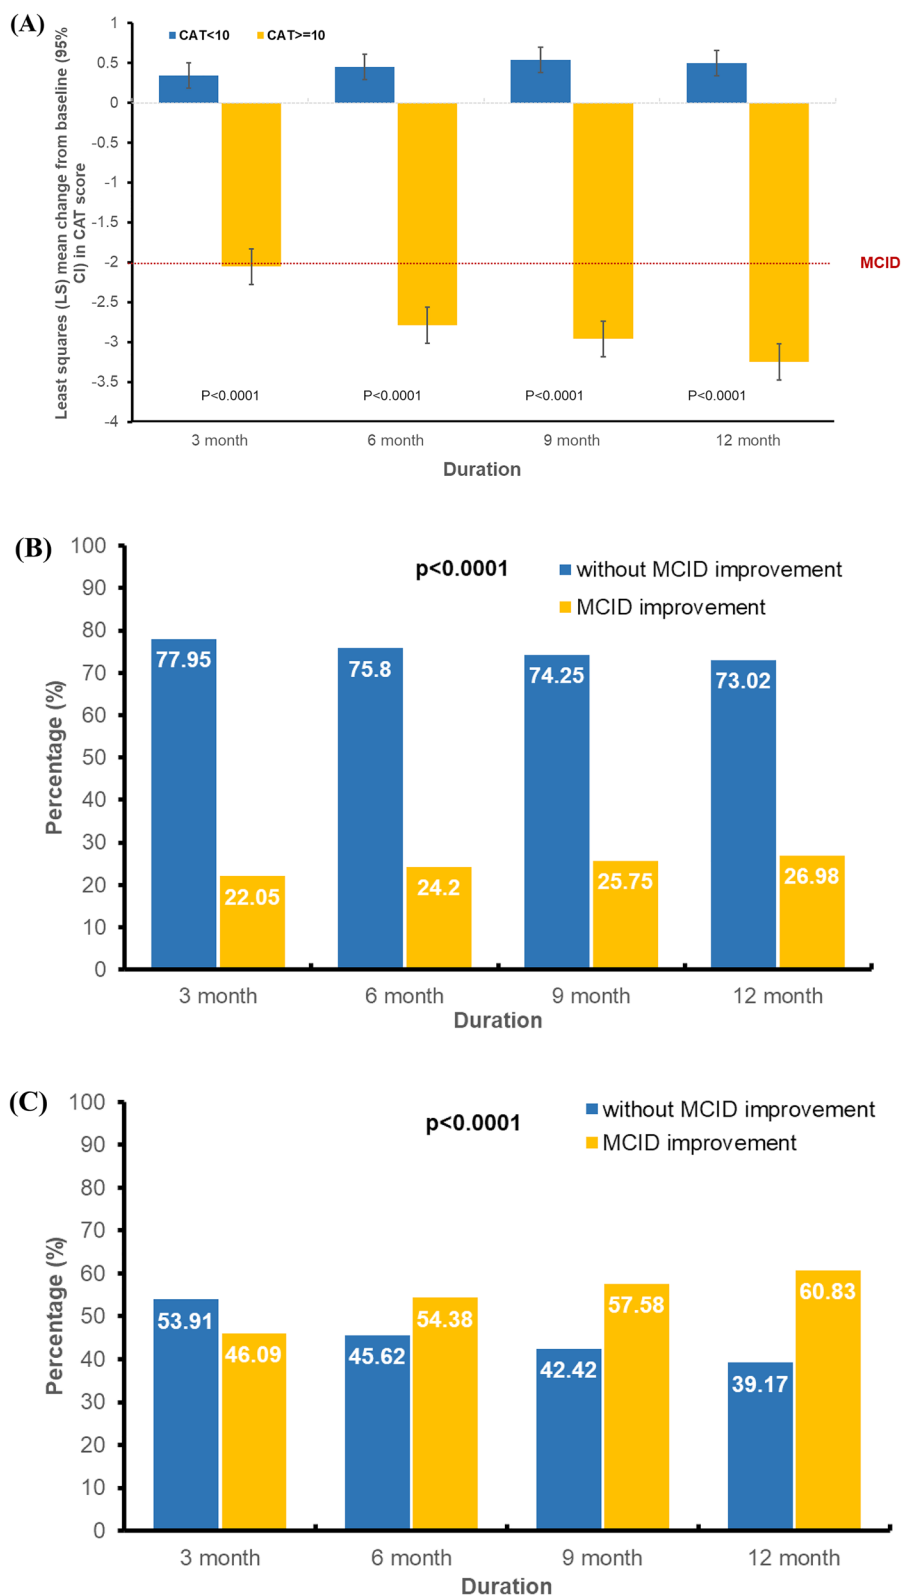 (A)
CAT<10 CAT>=10
Least squares (LS) mean change from baseline (95%
CI) in CAT score
1
0.5
0
-0.5
-1
-1.5
-2
-2.5
-3
-3.5
-4
MCID
P<0.0001 P<0.0001 P<0.0001 P<0.0001
3 month 6 month 9 month 12 month
Duration
(B)
p<0.0001
without MCID improvement
MCID improvement
Percentage (%)
100
90
80
70
60
50
40
30
20
10
0
77.95 75.8 74.25 73.02
22.05 24.2 25.75 26.98
3 month 6 month 9 month 12 month
Duration
(C)
p<0.0001
without MCID improvement
MCID improvement
Percentage (%)
100
90
80
70
60
50
40
30
20
10
0
53.91 45.62 42.42 39.17
46.09 54.38 57.58 60.83
3 month 6 month 9 month 12 month
Duration